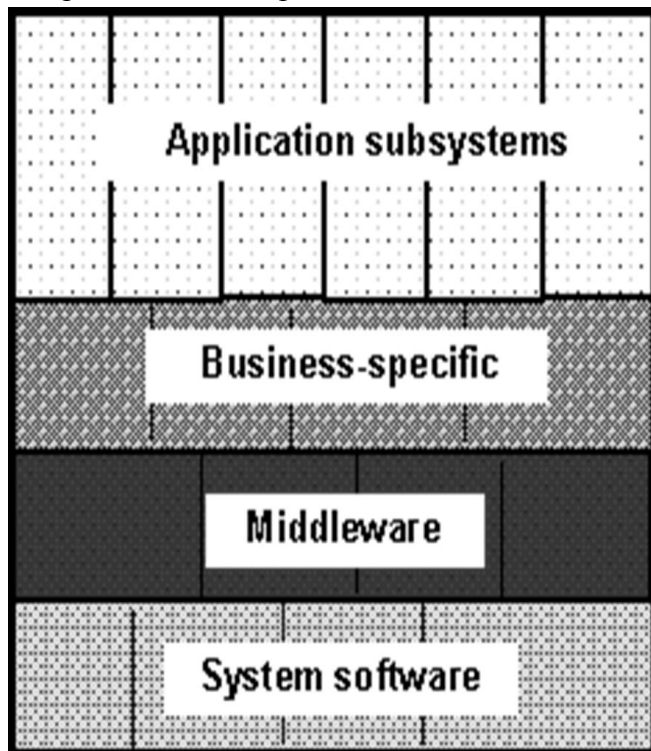 Application subsystems
Business-specific
Middleware
System software